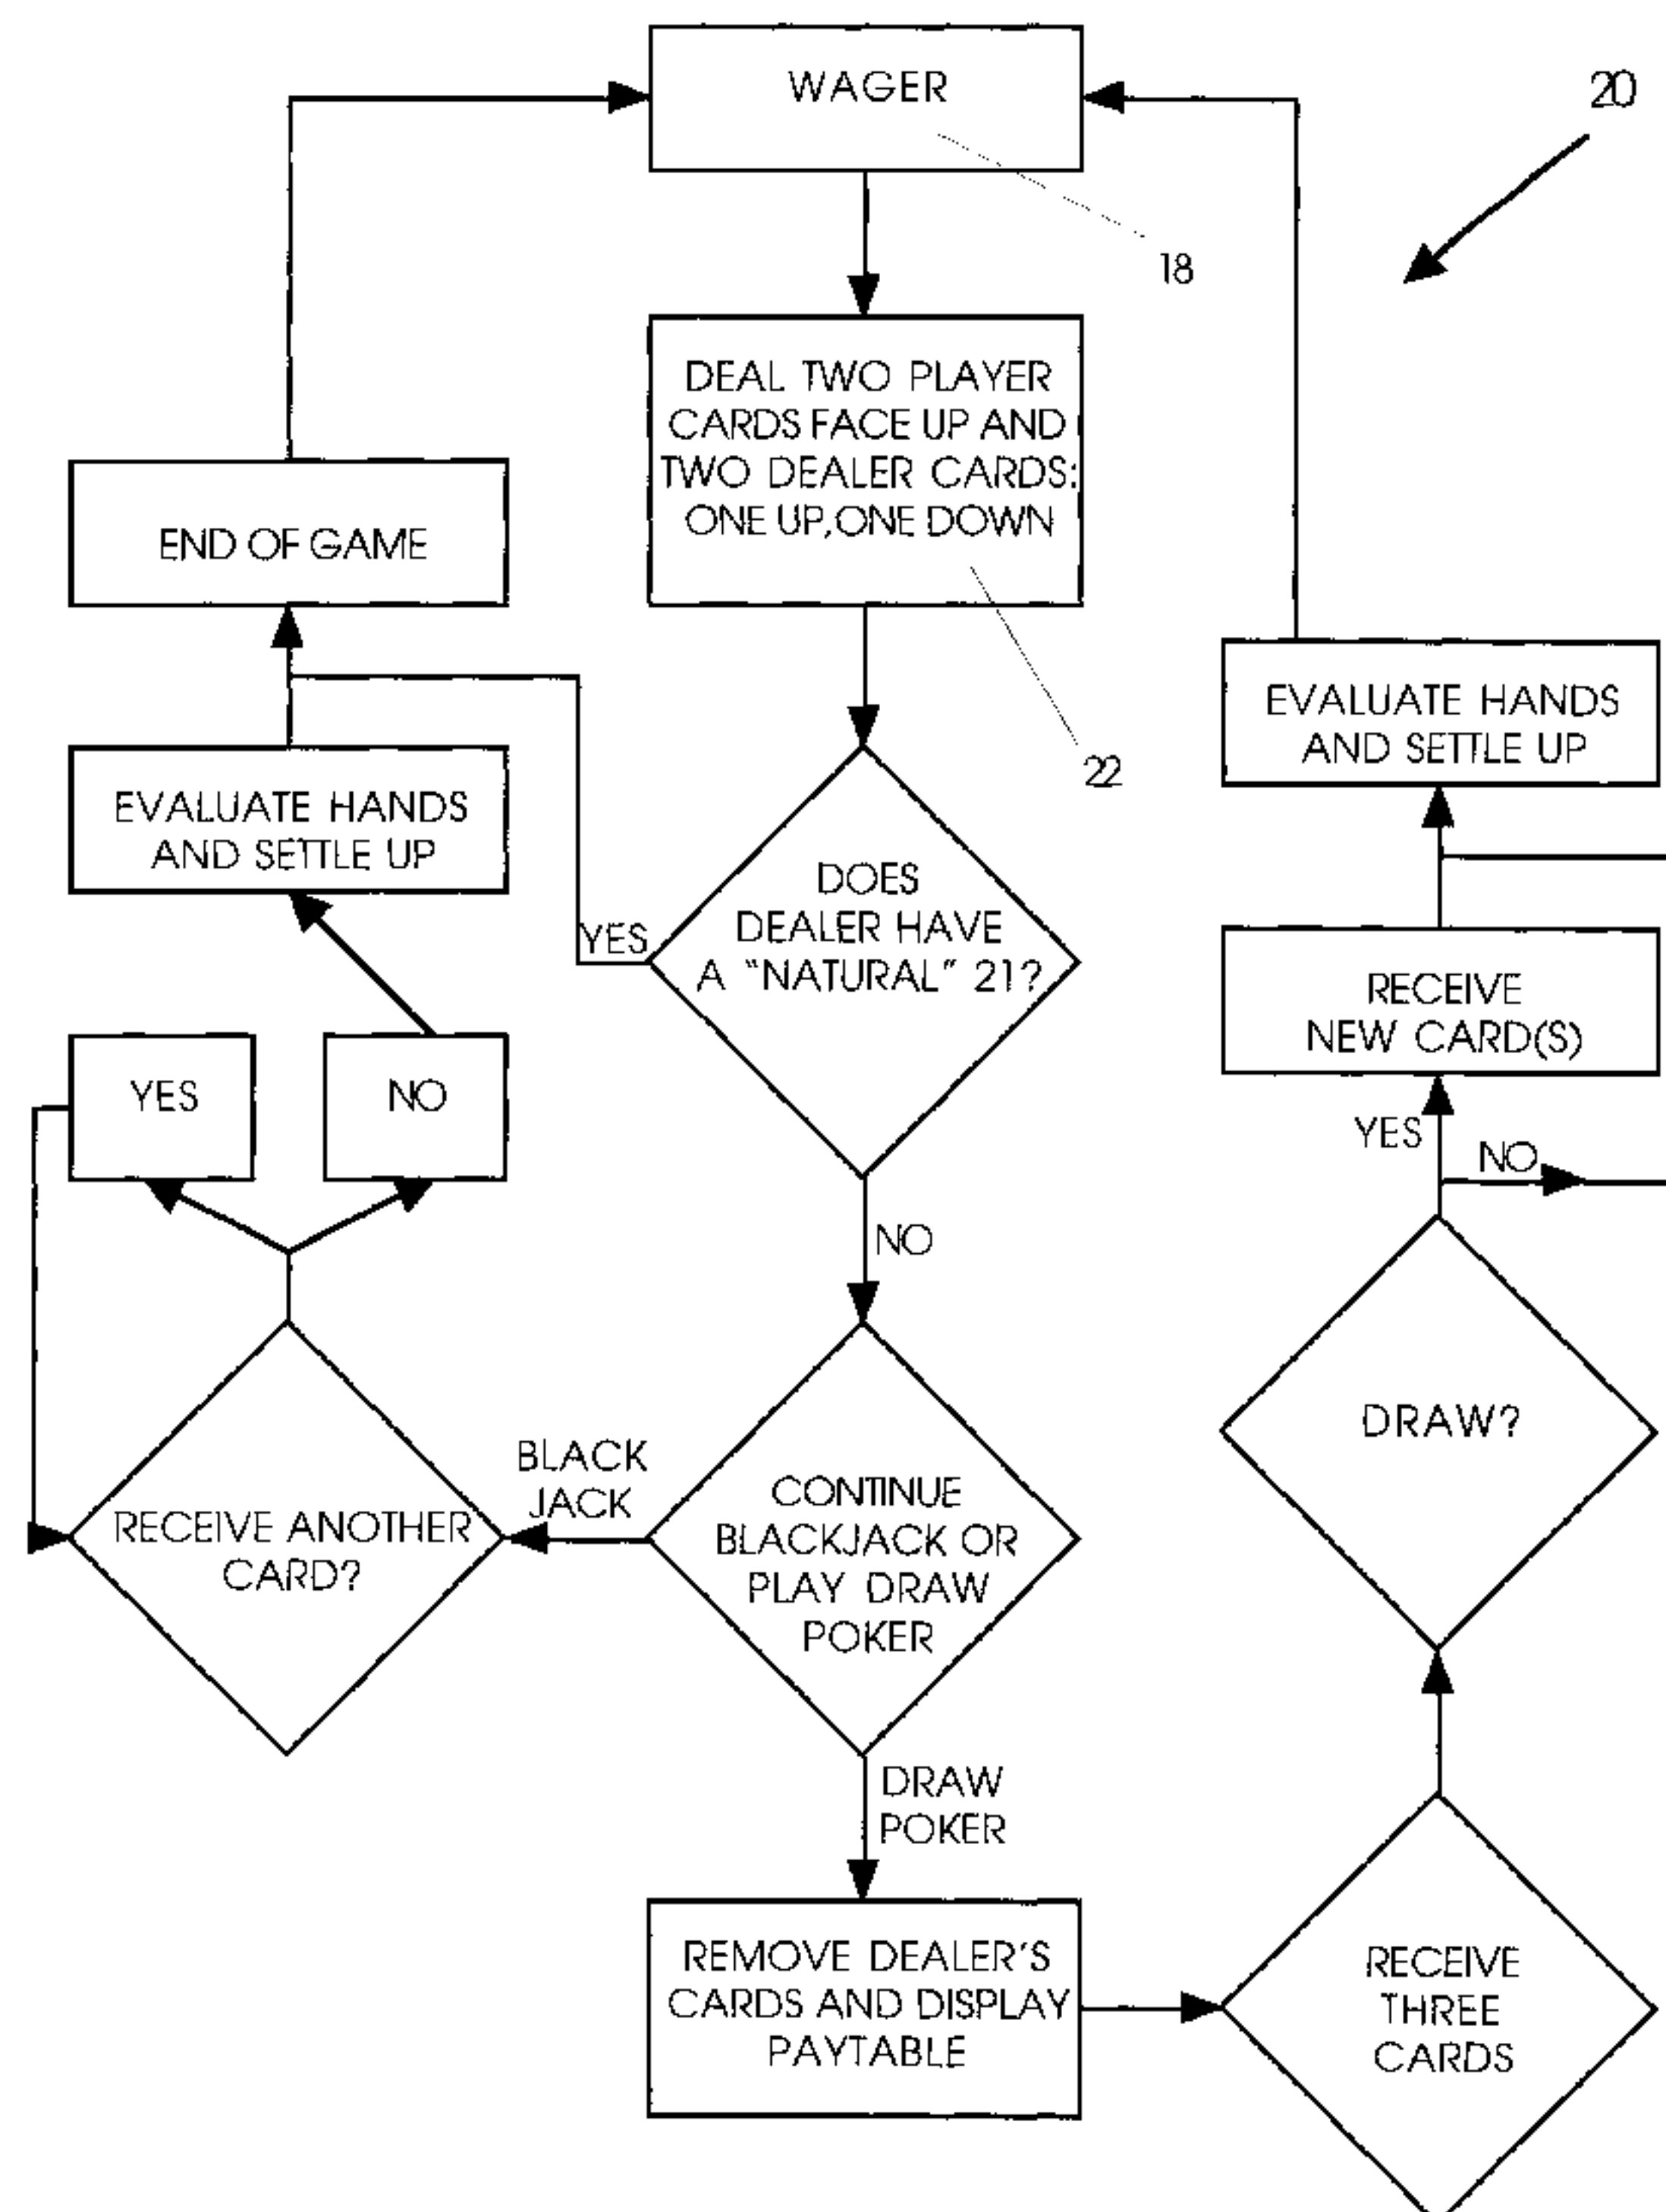 WAGER
20
18
DEAL TWO PLAYER
CARDS FACE UP AND
TWO DEALER CARDS:
ONE UP, ONE DOWN
22
END OF GAME
EVALUATE HANDS
AND SETTLE UP
EVALUATE HANDS
AND SETTLE UP
DOES
DEALER HAVE
A “NATURAL” 21?
YES
NO
RECEIVE
NEW CARD(S)
YES
NO
YES
NO
DRAW?
RECEIVE ANOTHER
CARD?
BLACK
JACK
CONTINUE
BLACKJACK OR
PLAY DRAW
POKER
DRAW
POKER
REMOVE DEALER'S
CARDS AND DISPLAY
PAYTABLE
RECEIVE
THREE
CARDS